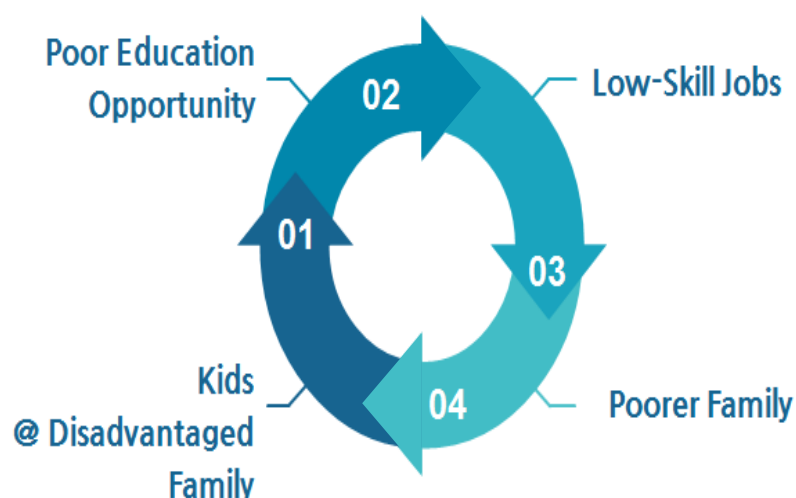 Poor Education
Opportunity
02
Low-Skill Jobs
01
03
Kids
@ Disadvantaged
Family
04
Poorer Family